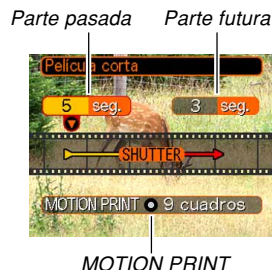 Parte pasada Parte futura
Película corta
5 seg. 3 seg.
SHUTTER
MOTION PRINT 9 cuadros
MOTION PRINT